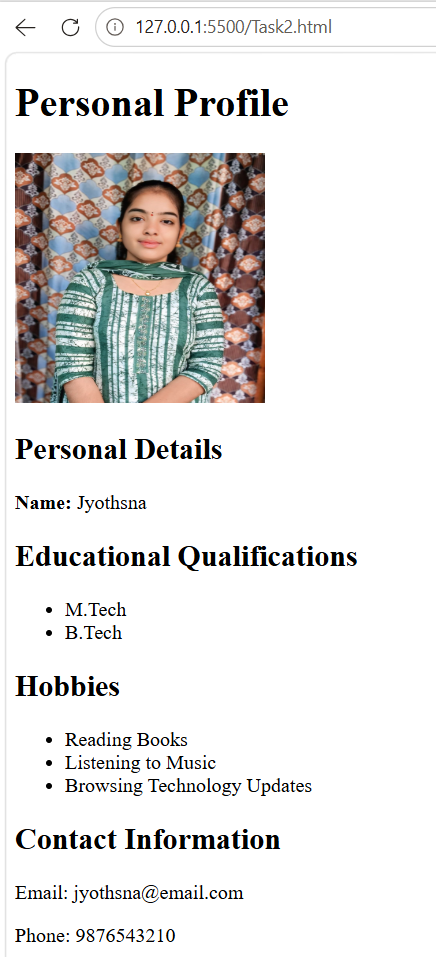 127.0.0.1:5500/Task2.html
Personal Profile
Personal Details
Name: Jyothsna
Educational Qualifications
M.Tech
B.Tech
Hobbies
Reading Books
Listening to Music
Browsing Technology Updates
Contact Information
Email: jyothsna@email.com
Phone: 9876543210